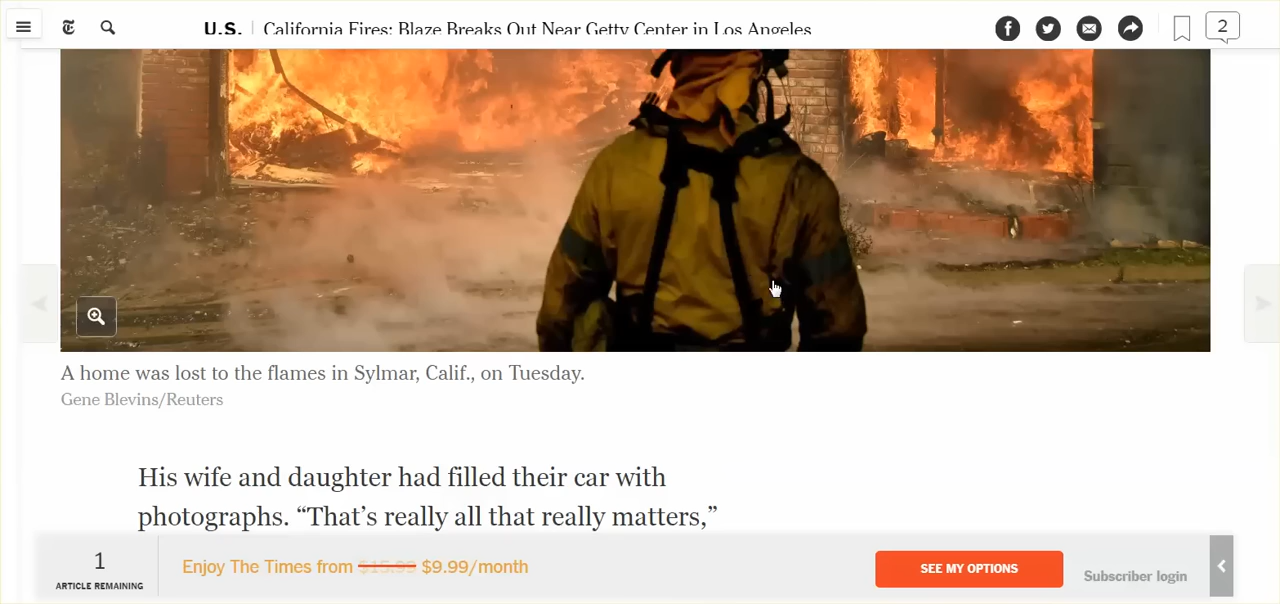 U.S. California Fires: Blaze Breaks Out Near Getty Center in Los Angeles
2
A home was lost to the flames in Sylmar, Calif., on Tuesday.
Gene Blevins/Reuters
His wife and daughter had filled their car with
photographs. “That’s really all that really matters,”
1
ARTICLE REMAINING
Enjoy The Times from $15.99 $9.99/month
SEE MY OPTIONS
Subscriber login